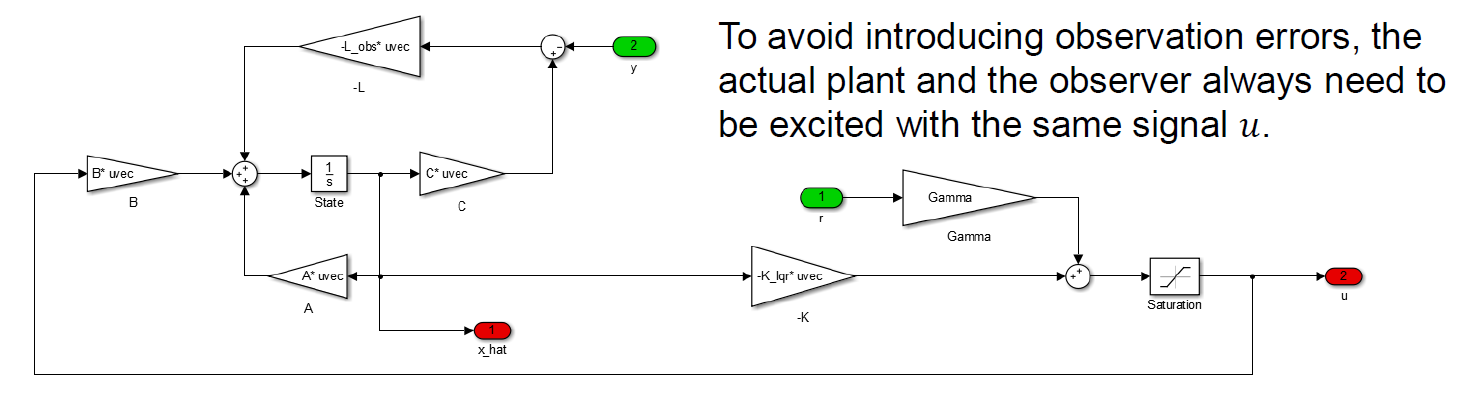 To avoid introducing observation errors, the
actual plant and the observer always need to
be excited with the same signal u.
-L_obs* uvec
-L
2
y
B* uvec
B
1
s
State
C* uvec
C
A* uvec
A
1
x_hat
1
r
Gamma
Gamma
-K_lqr* uvec
-K
Saturation
2
u